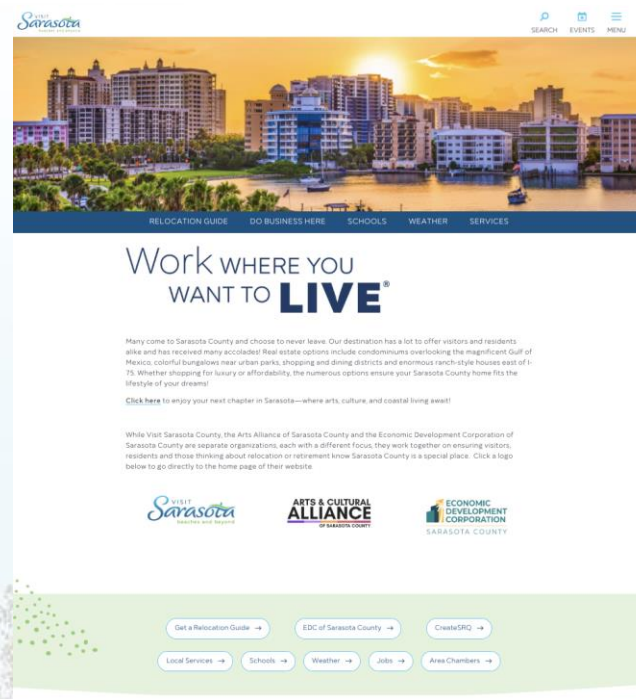 VISIT
Sarasota
SEARCH EVENTS MENU
RELOCATION GUIDE DO BUSINESS HERE SCHOOLS WEATHER SERVICES
Work WHERE YOU
WANT TO LIVE®
Many come to Sarasota County and choose to never leave. Our destination has a lot to offer visitors and residents
alike and has received many accolades! Real estate options include condominiums overlooking the magnificent Gulf of
Mexico, colorful bungalows near urban parks, shopping and dining districts and enormous ranch-style houses east of I-
75. Whether shopping for luxury or affordability, the numerous options ensure your Sarasota County home fits the
lifestyle of your dreams!
Click here to enjoy your next chapter in Sarasota—where arts, culture, and coastal living await!
While Visit Sarasota County, the Arts Alliance of Sarasota County and the Economic Development Corporation of
Sarasota County are separate organizations, each with a different focus, they work together on ensuring visitors,
residents and those thinking about relocation or retirement know Sarasota County is a special place. Click a logo
below to go directly to the home page of their website.
VISIT
Sarasota
beaches and beyond
ARTS & CULTURAL
ALLIANCE
OF SARASOTA COUNTY
ECONOMIC
DEVELOPMENT
CORPORATION
SARASOTA COUNTY
Get a Relocation Guide → EDC of Sarasota County → CreateSRQ →
Local Services → Schools → Weather → Jobs → Area Chambers →